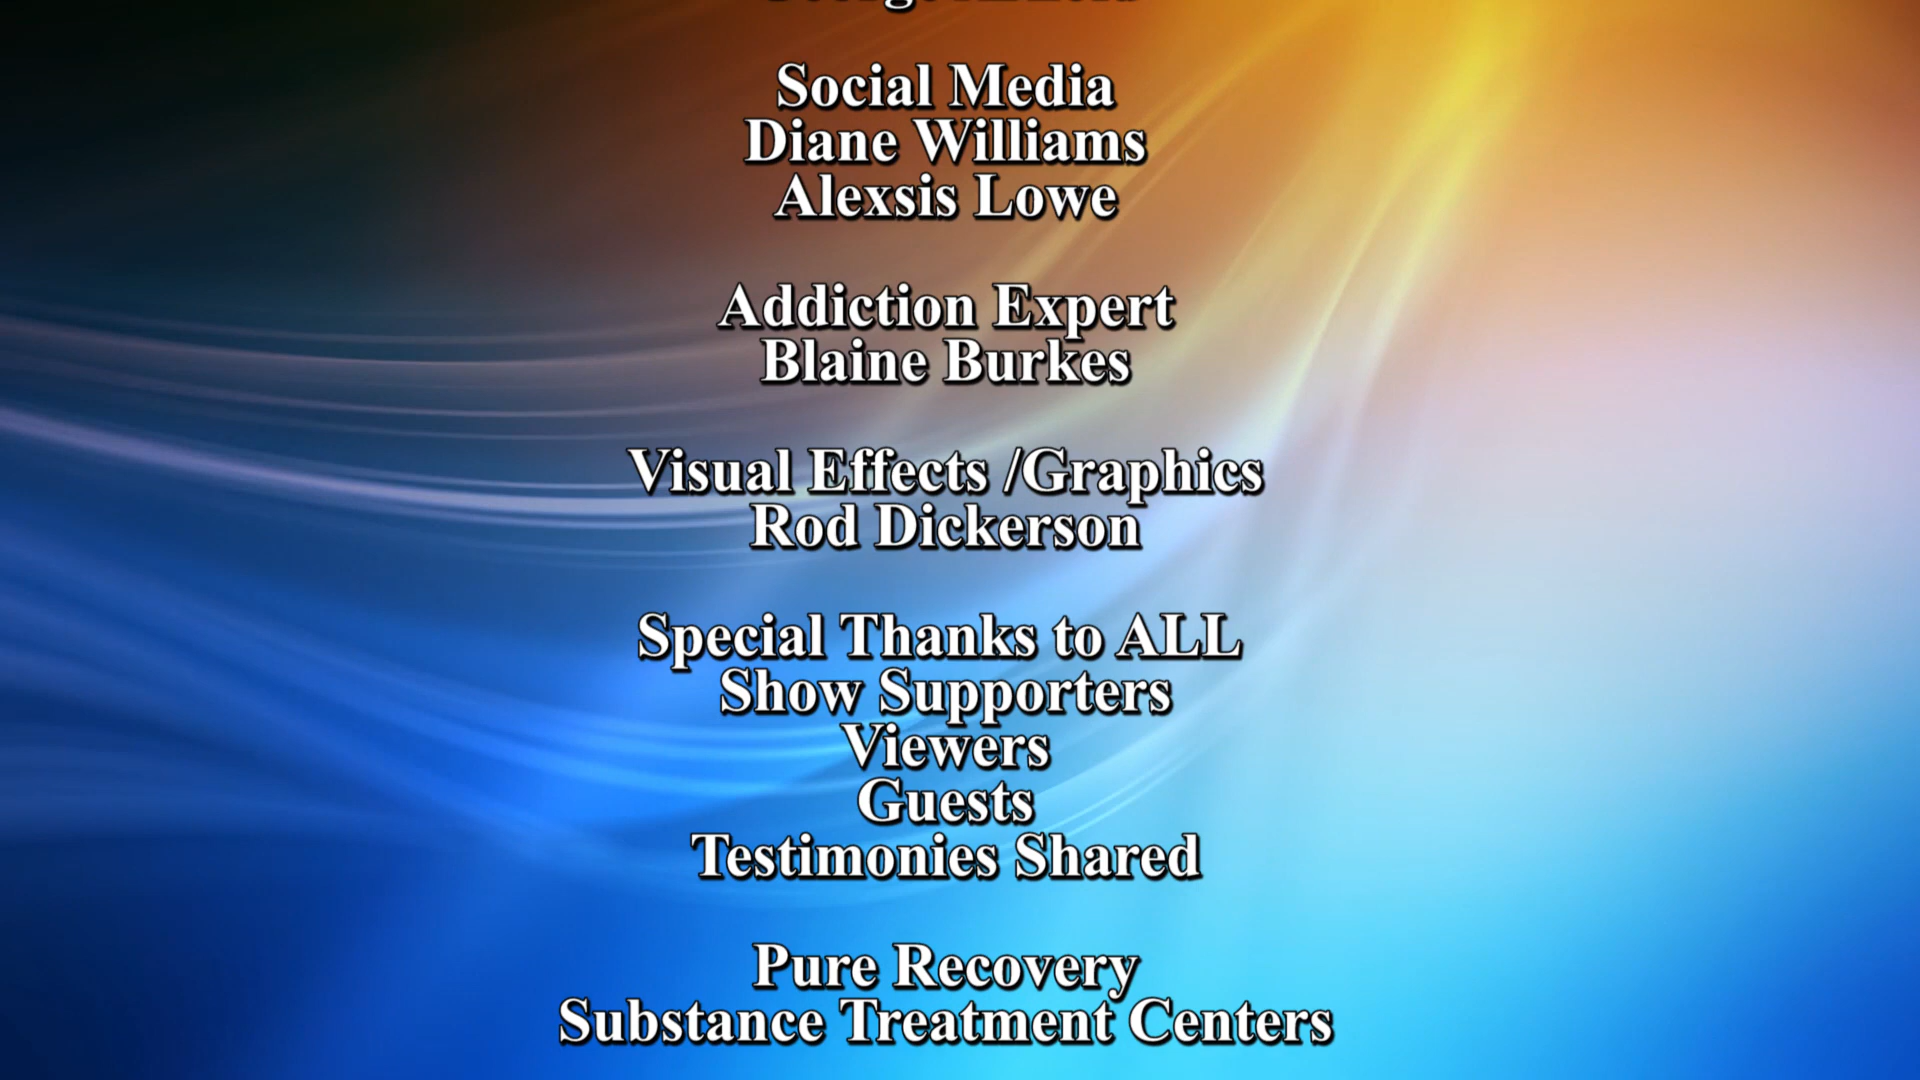 Social Media
Diane Williams
Alexsis Lowe
Addiction Expert
Blaine Burkes
Visual Effects /Graphics
Rod Dickerson
Special Thanks to ALL
Show Supporters
Viewers
Guests
Testimonies Shared
Pure Recovery
Substance Treatment Centers